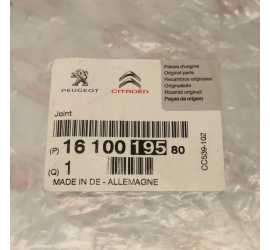 PEUGEOT CITROËN
Pièces d'origine
Original parts
Recambios originales
Originalteile
Ricambi originali
Peças de origem
Joint
(P) 16 100 195 80
(Q) 1
MADE IN DE - ALLEMAGNE
CC539-102